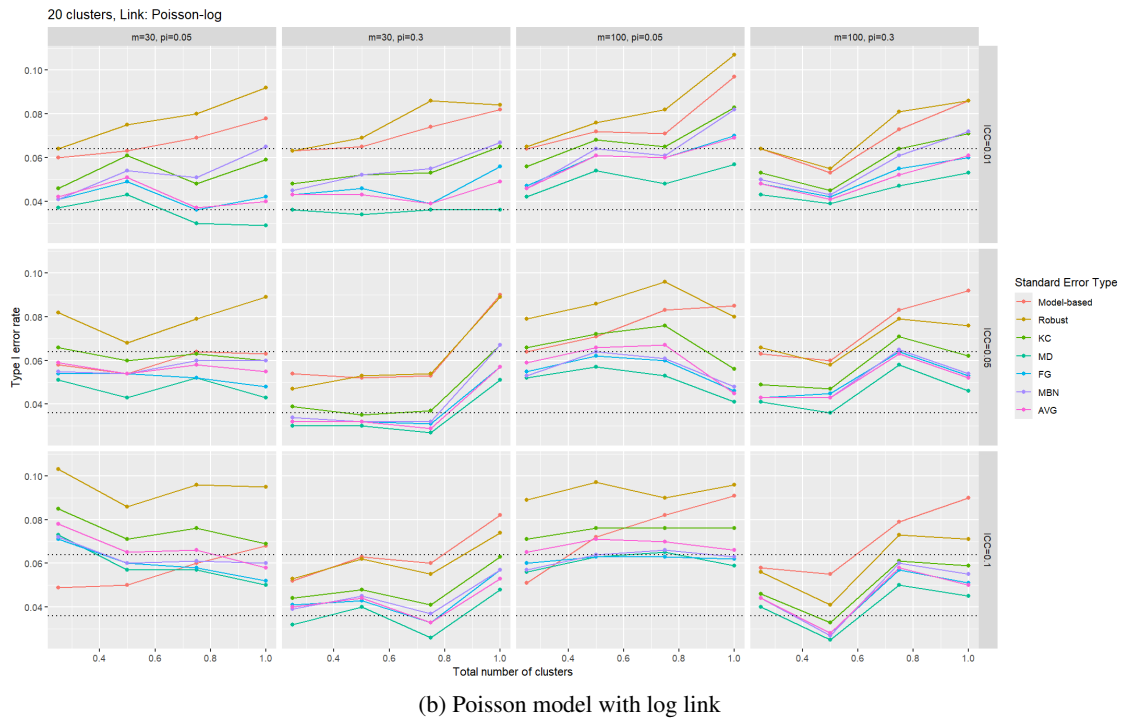 20 clusters, Link: Poisson-log
m=30, pi=0.05
m=30, pi=0.3
m=100, pi=0.05
m=100, pi=0.3
0.10
0.08
0.06
0.04
ICC=0.01
0.10
0.08
0.06
0.04
ICC=0.05
0.10
0.08
0.06
0.04
ICC=0.1
Type I error rate
0.4 0.6 0.8 1.0
0.4 0.6 0.8 1.0
0.4 0.6 0.8 1.0
0.4 0.6 0.8 1.0
Total number of clusters
Standard Error Type
Model-based
Robust
KC
MD
FG
MBN
AVG
(b) Poisson model with log link